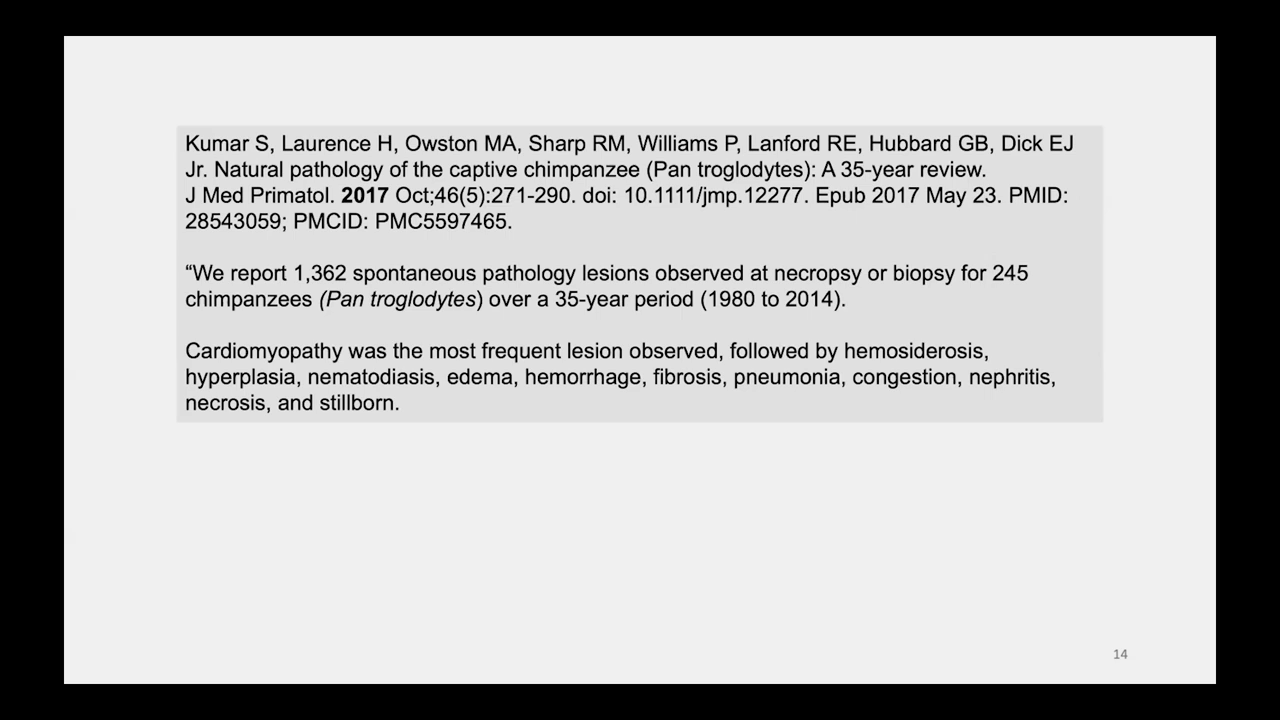 Kumar S, Laurence H, Owston MA, Sharp RM, Williams P, Lanford RE, Hubbard GB, Dick EJ
Jr. Natural pathology of the captive chimpanzee (Pan troglodytes): A 35-year review.
J Med Primatol. 2017 Oct;46(5):271-290. doi: 10.1111/jmp.12277. Epub 2017 May 23. PMID:
28543059; PMCID: PMC5597465.
“We report 1,362 spontaneous pathology lesions observed at necropsy or biopsy for 245
chimpanzees (Pan troglodytes) over a 35-year period (1980 to 2014).
Cardiomyopathy was the most frequent lesion observed, followed by hemosiderosis,
hyperplasia, nematodiasis, edema, hemorrhage, fibrosis, pneumonia, congestion, nephritis,
necrosis, and stillborn.
14